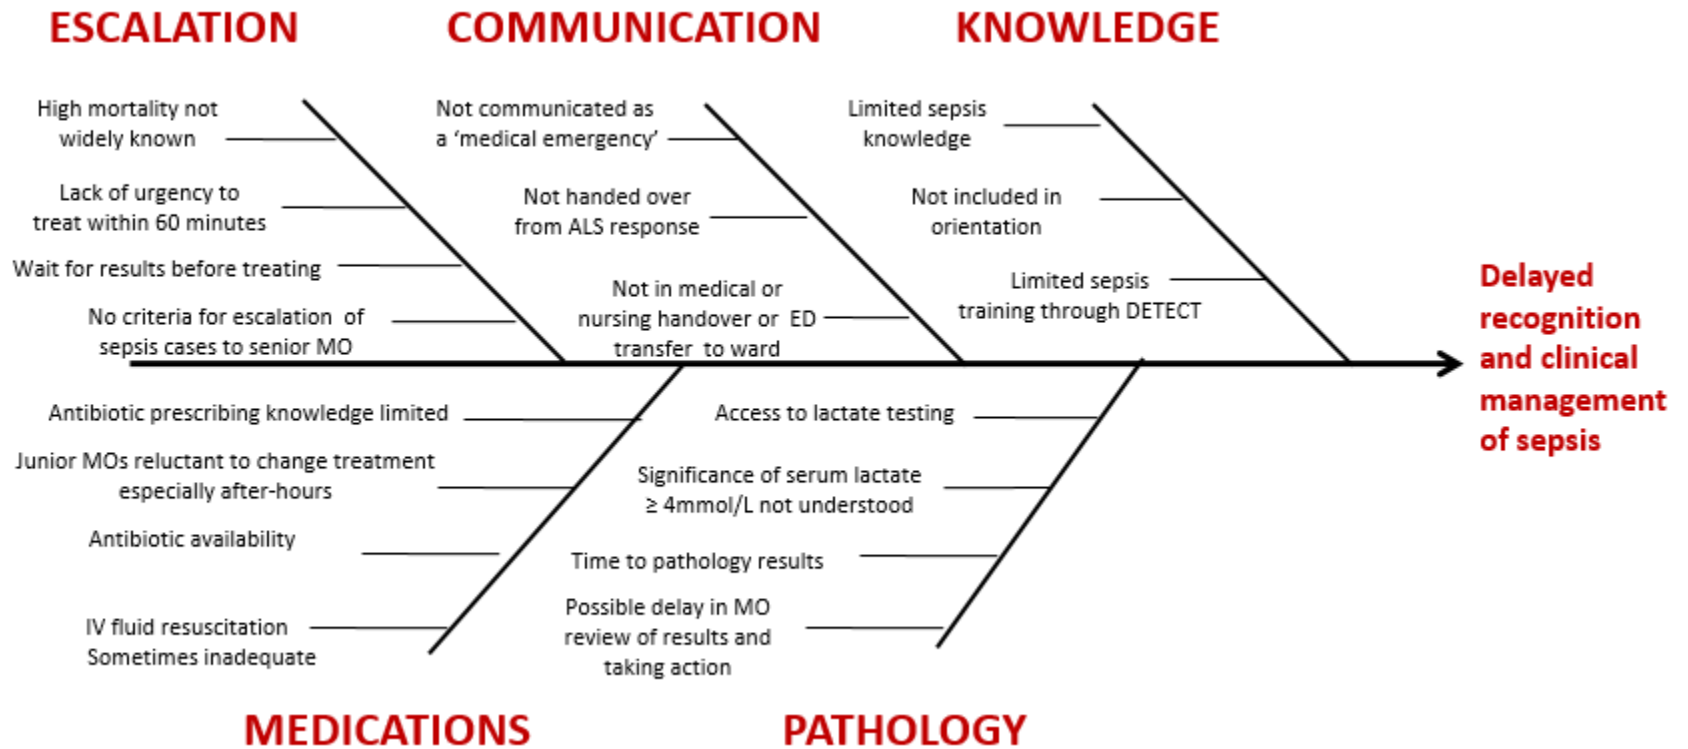 ESCALATION
COMMUNICATION
KNOWLEDGE
High mortality not
widely known
Lack of urgency to
treat within 60 minutes
Wait for results before treating
No criteria for escalation of
sepsis cases to senior MO
Not communicated as
a ‘medical emergency’
Not handed over
from ALS response
Not in medical or
nursing handover or ED
transfer to ward
Limited sepsis
knowledge
Not included in
orientation
Limited sepsis
training through DETECT
Delayed
recognition
and clinical
management
of sepsis
Antibiotic prescribing knowledge limited
Junior MOs reluctant to change treatment
especially after-hours
Antibiotic availability
IV fluid resuscitation
Sometimes inadequate
Access to lactate testing
Significance of serum lactate
≥ 4mmol/L not understood
Time to pathology results
Possible delay in MO
review of results and
taking action
MEDICATIONS
PATHOLOGY